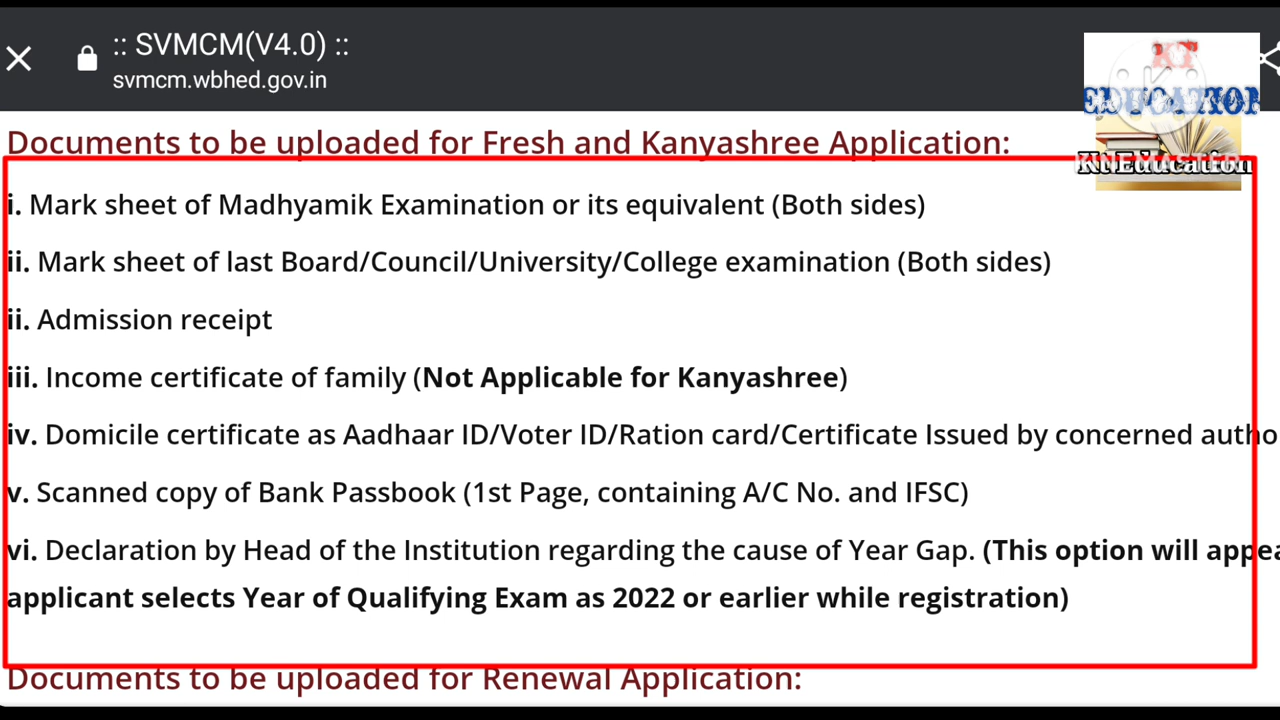 :: SVMCM(V4.0) ::
svmcm.wbhed.gov.in
KT
EDUCATION
KINEMASTER
Kt Education
Documents to be uploaded for Fresh and Kanyashree Application:
i. Mark sheet of Madhyamik Examination or its equivalent (Both sides)
ii. Mark sheet of last Board/Council/University/College examination (Both sides)
ii. Admission receipt
iii. Income certificate of family (Not Applicable for Kanyashree)
iv. Domicile certificate as Aadhaar ID/Voter ID/Ration card/Certificate Issued by concerned autho
v. Scanned copy of Bank Passbook (1st Page, containing A/C No. and IFSC)
vi. Declaration by Head of the Institution regarding the cause of Year Gap. (This option will appea
applicant selects Year of Qualifying Exam as 2022 or earlier while registration)
Documents to be uploaded for Renewal Application: